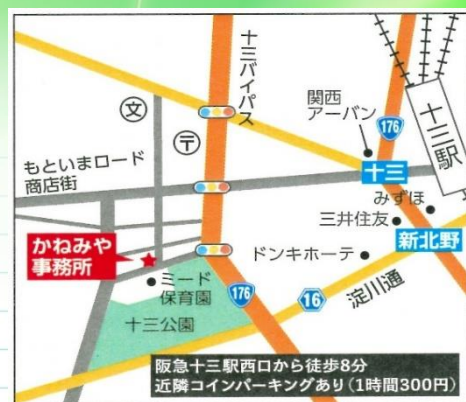 十三バイパス
関西
アーバン
十三駅
文
〒
176
もといまロード
商店街
十三
みずほ
三井住友
新北野
かねみや
事務所
ドンキホーテ
ミード
保育園
176
16
淀川通
十三公園
阪急十三駅西口から徒歩8分
近隣コインパーキングあり(1時間300円)